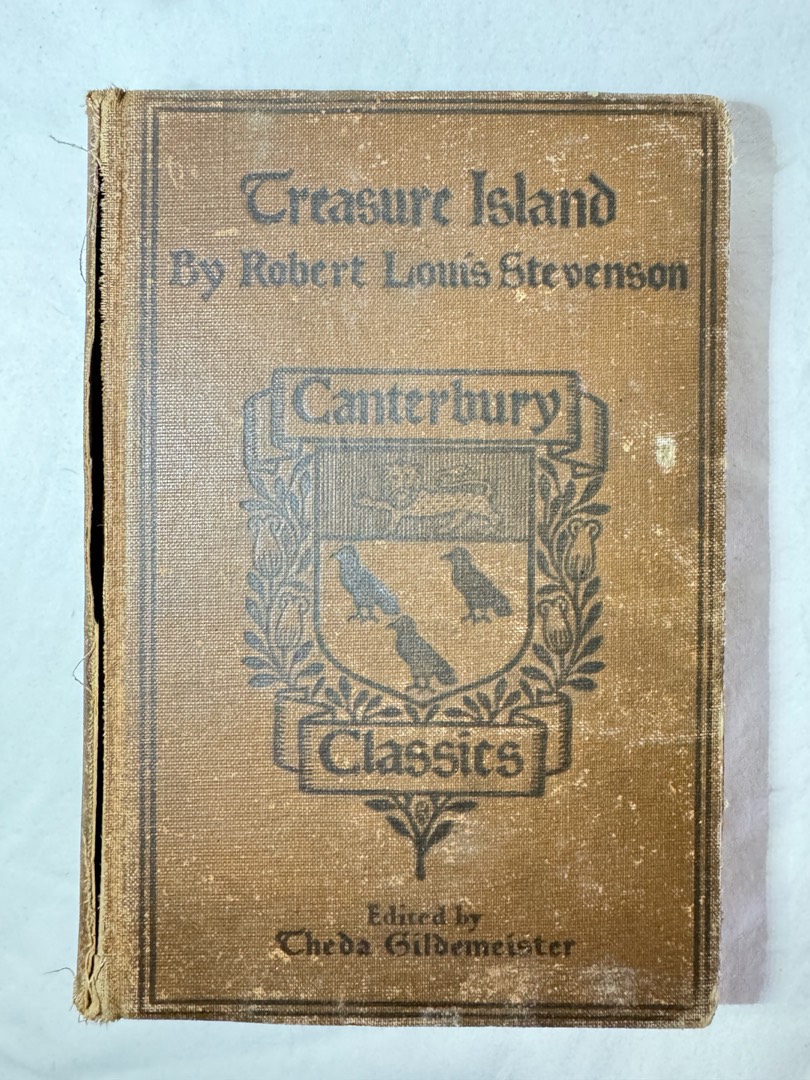 Treasure Island
By Robert Louis Stevenson
Canterbury
Classics
Edited by
Theda Gildemeister